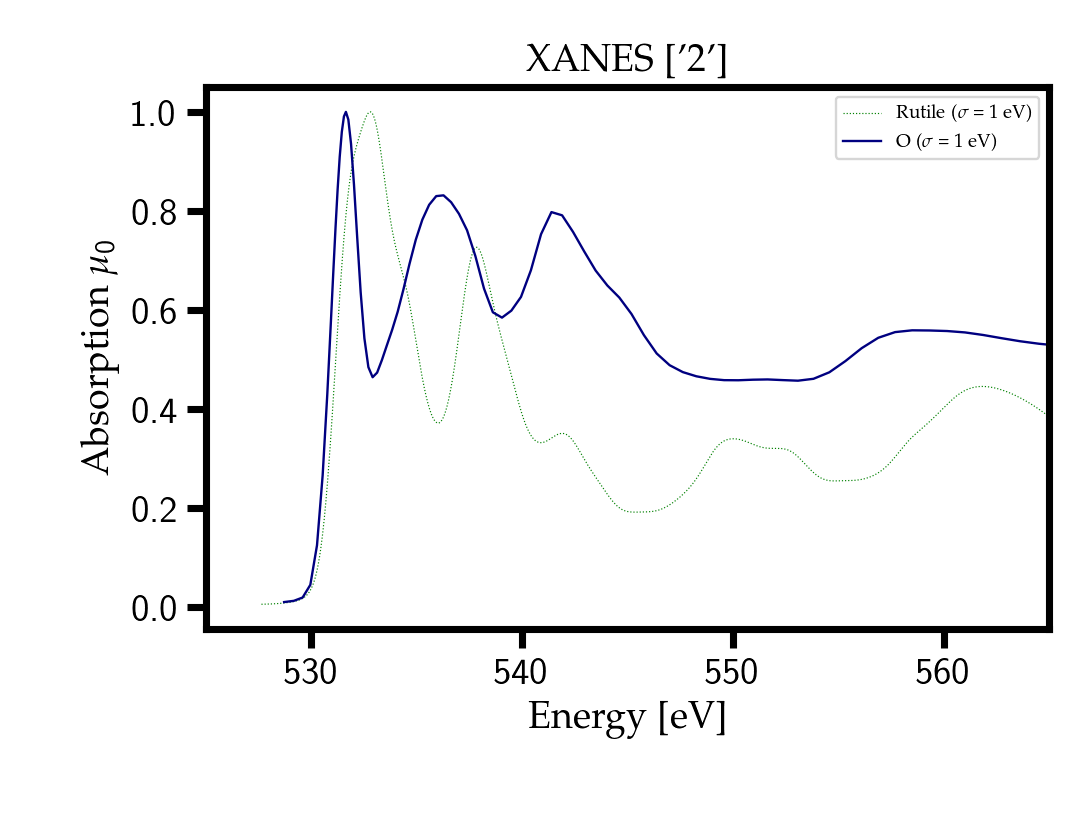 XANES ['2']
Rutile (σ = 1 eV)
O (σ = 1 eV)
1.0
0.8
0.6
0.4
0.2
0.0
Absorption μ₀
530 540 550 560
Energy [eV]